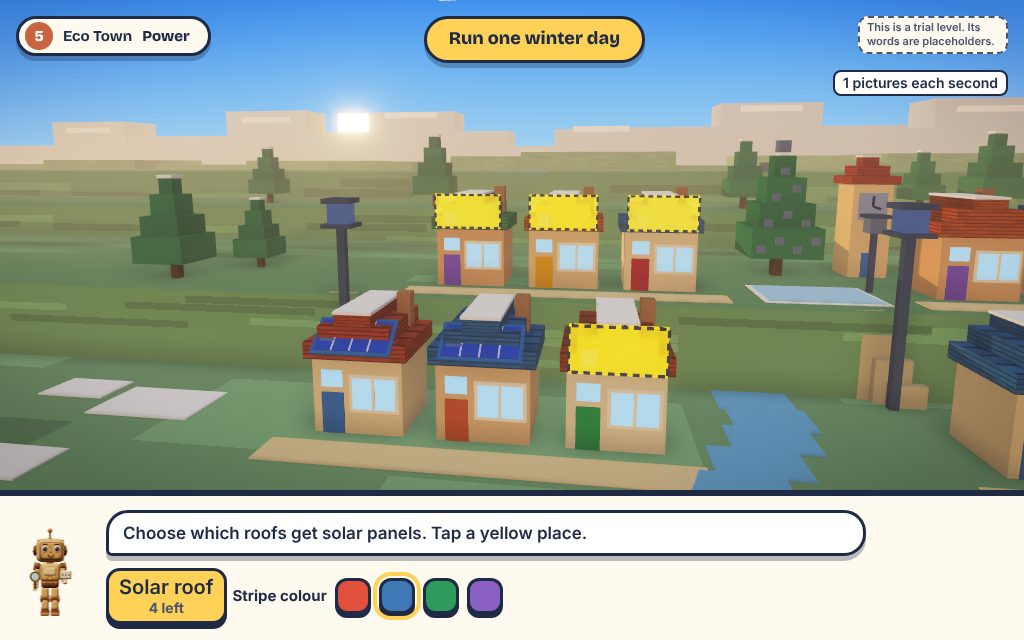 5 Eco Town Power
Run one winter day
This is a trial level. Its
words are placeholders.
1 pictures each second
Choose which roofs get solar panels. Tap a yellow place.
Solar roof
4 left
Stripe colour